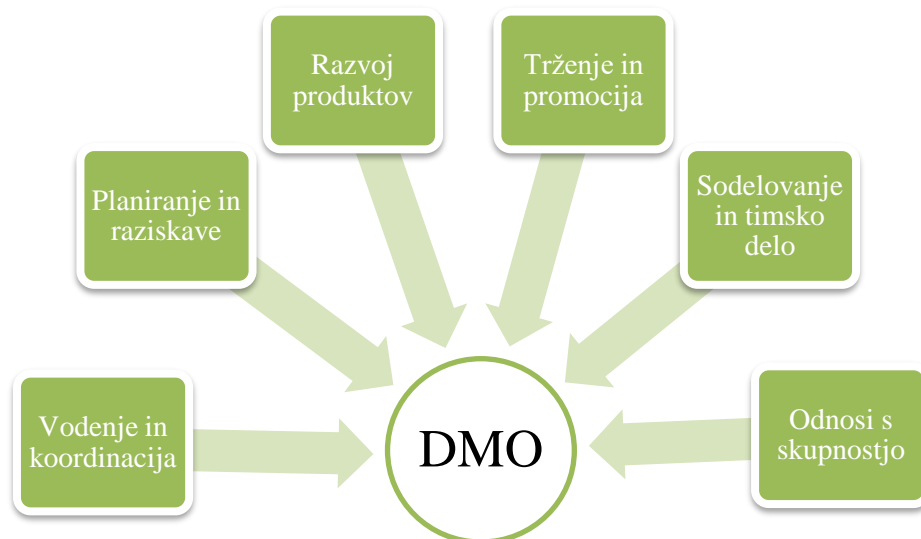 Razvoj
produktov
Trženje in
promocija
Planiranje in
raziskave
Sodelovanje
in timsko
delo
Vodenje in
koordinacija
DMO
Odnosi s
skupnostjo